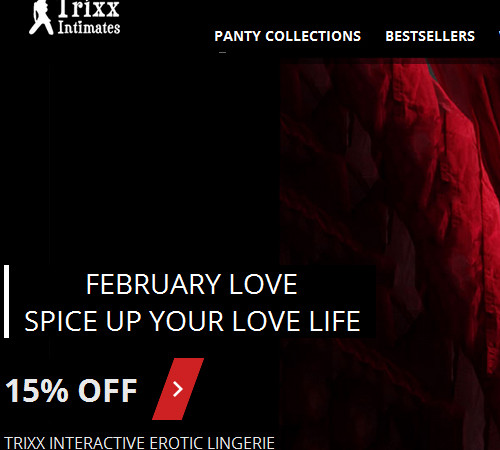 Trixx
Intimates
PANTY COLLECTIONS BESTSELLERS
FEBRUARY LOVE
SPICE UP YOUR LOVE LIFE
15% OFF
TRIXX INTERACTIVE EROTIC LINGERIE